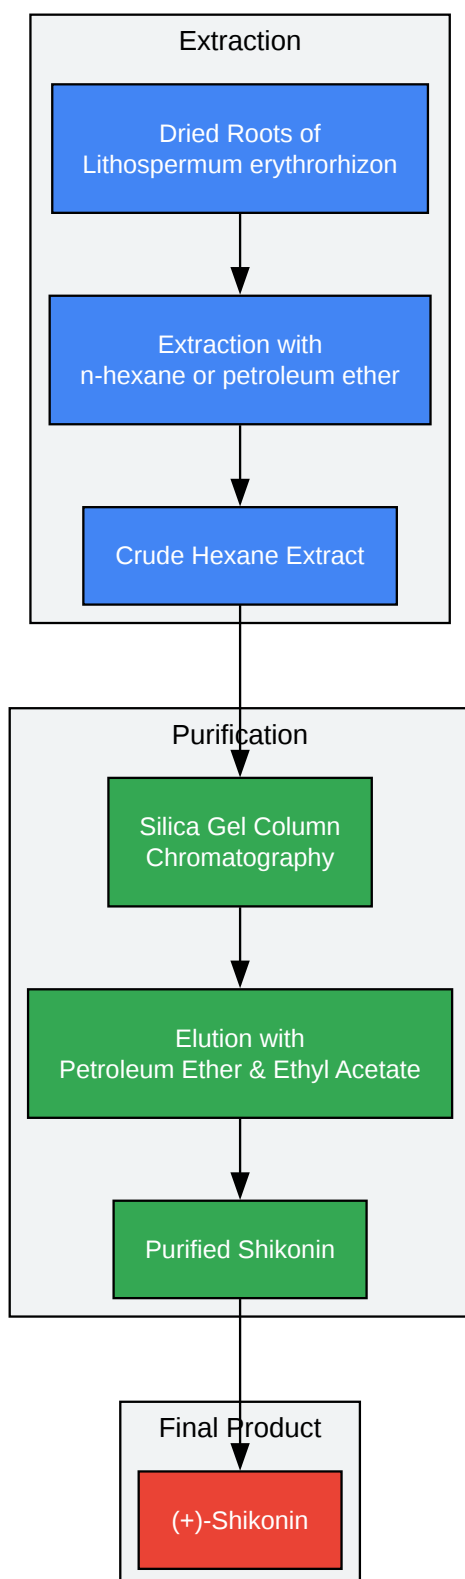 Extraction
Dried Roots of
Lithospermum erythrorhizon
Extraction with
n-hexane or petroleum ether
Crude Hexane Extract
Purification
Silica Gel Column
Chromatography
Elution with
Petroleum Ether & Ethyl Acetate
Purified Shikonin
Final Product
(+)-Shikonin